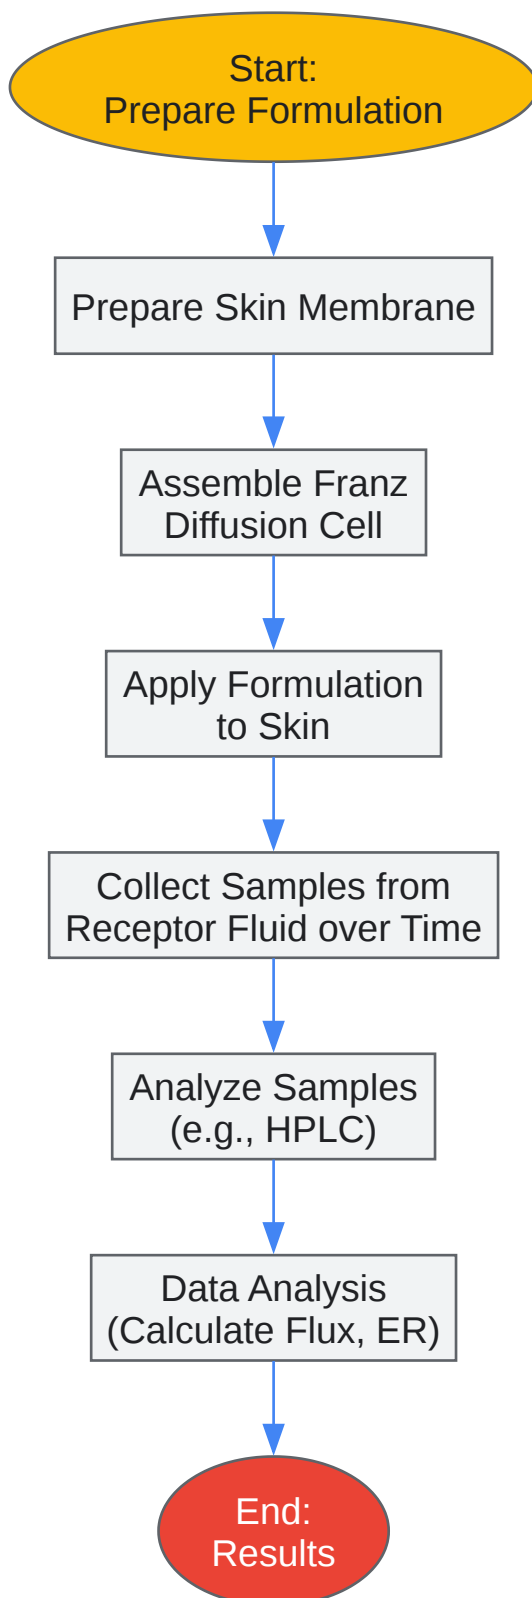 Start:
Prepare Formulation
Prepare Skin Membrane
Assemble Franz
Diffusion Cell
Apply Formulation
to Skin
Collect Samples from
Receptor Fluid over Time
Analyze Samples
(e.g., HPLC)
Data Analysis
(Calculate Flux, ER)
End:
Results